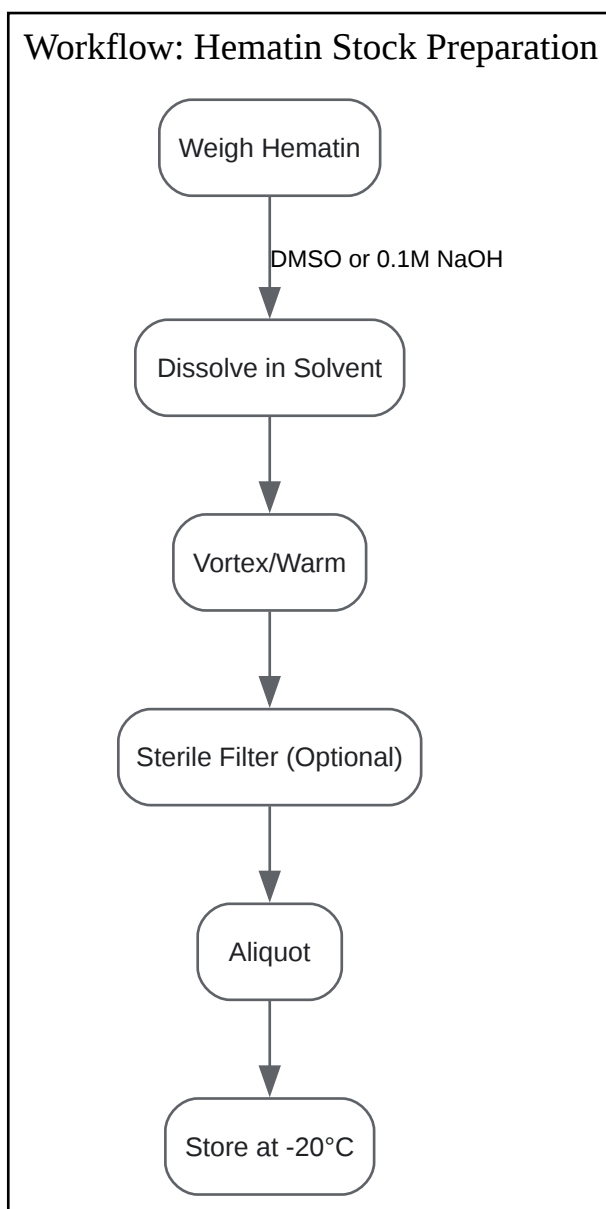 Workflow: Hematin Stock Preparation
Weigh Hematin
DMSO or 0.1M NaOH
Dissolve in Solvent
Vortex/Warm
Sterile Filter (Optional)
Aliquot
Store at -20°C